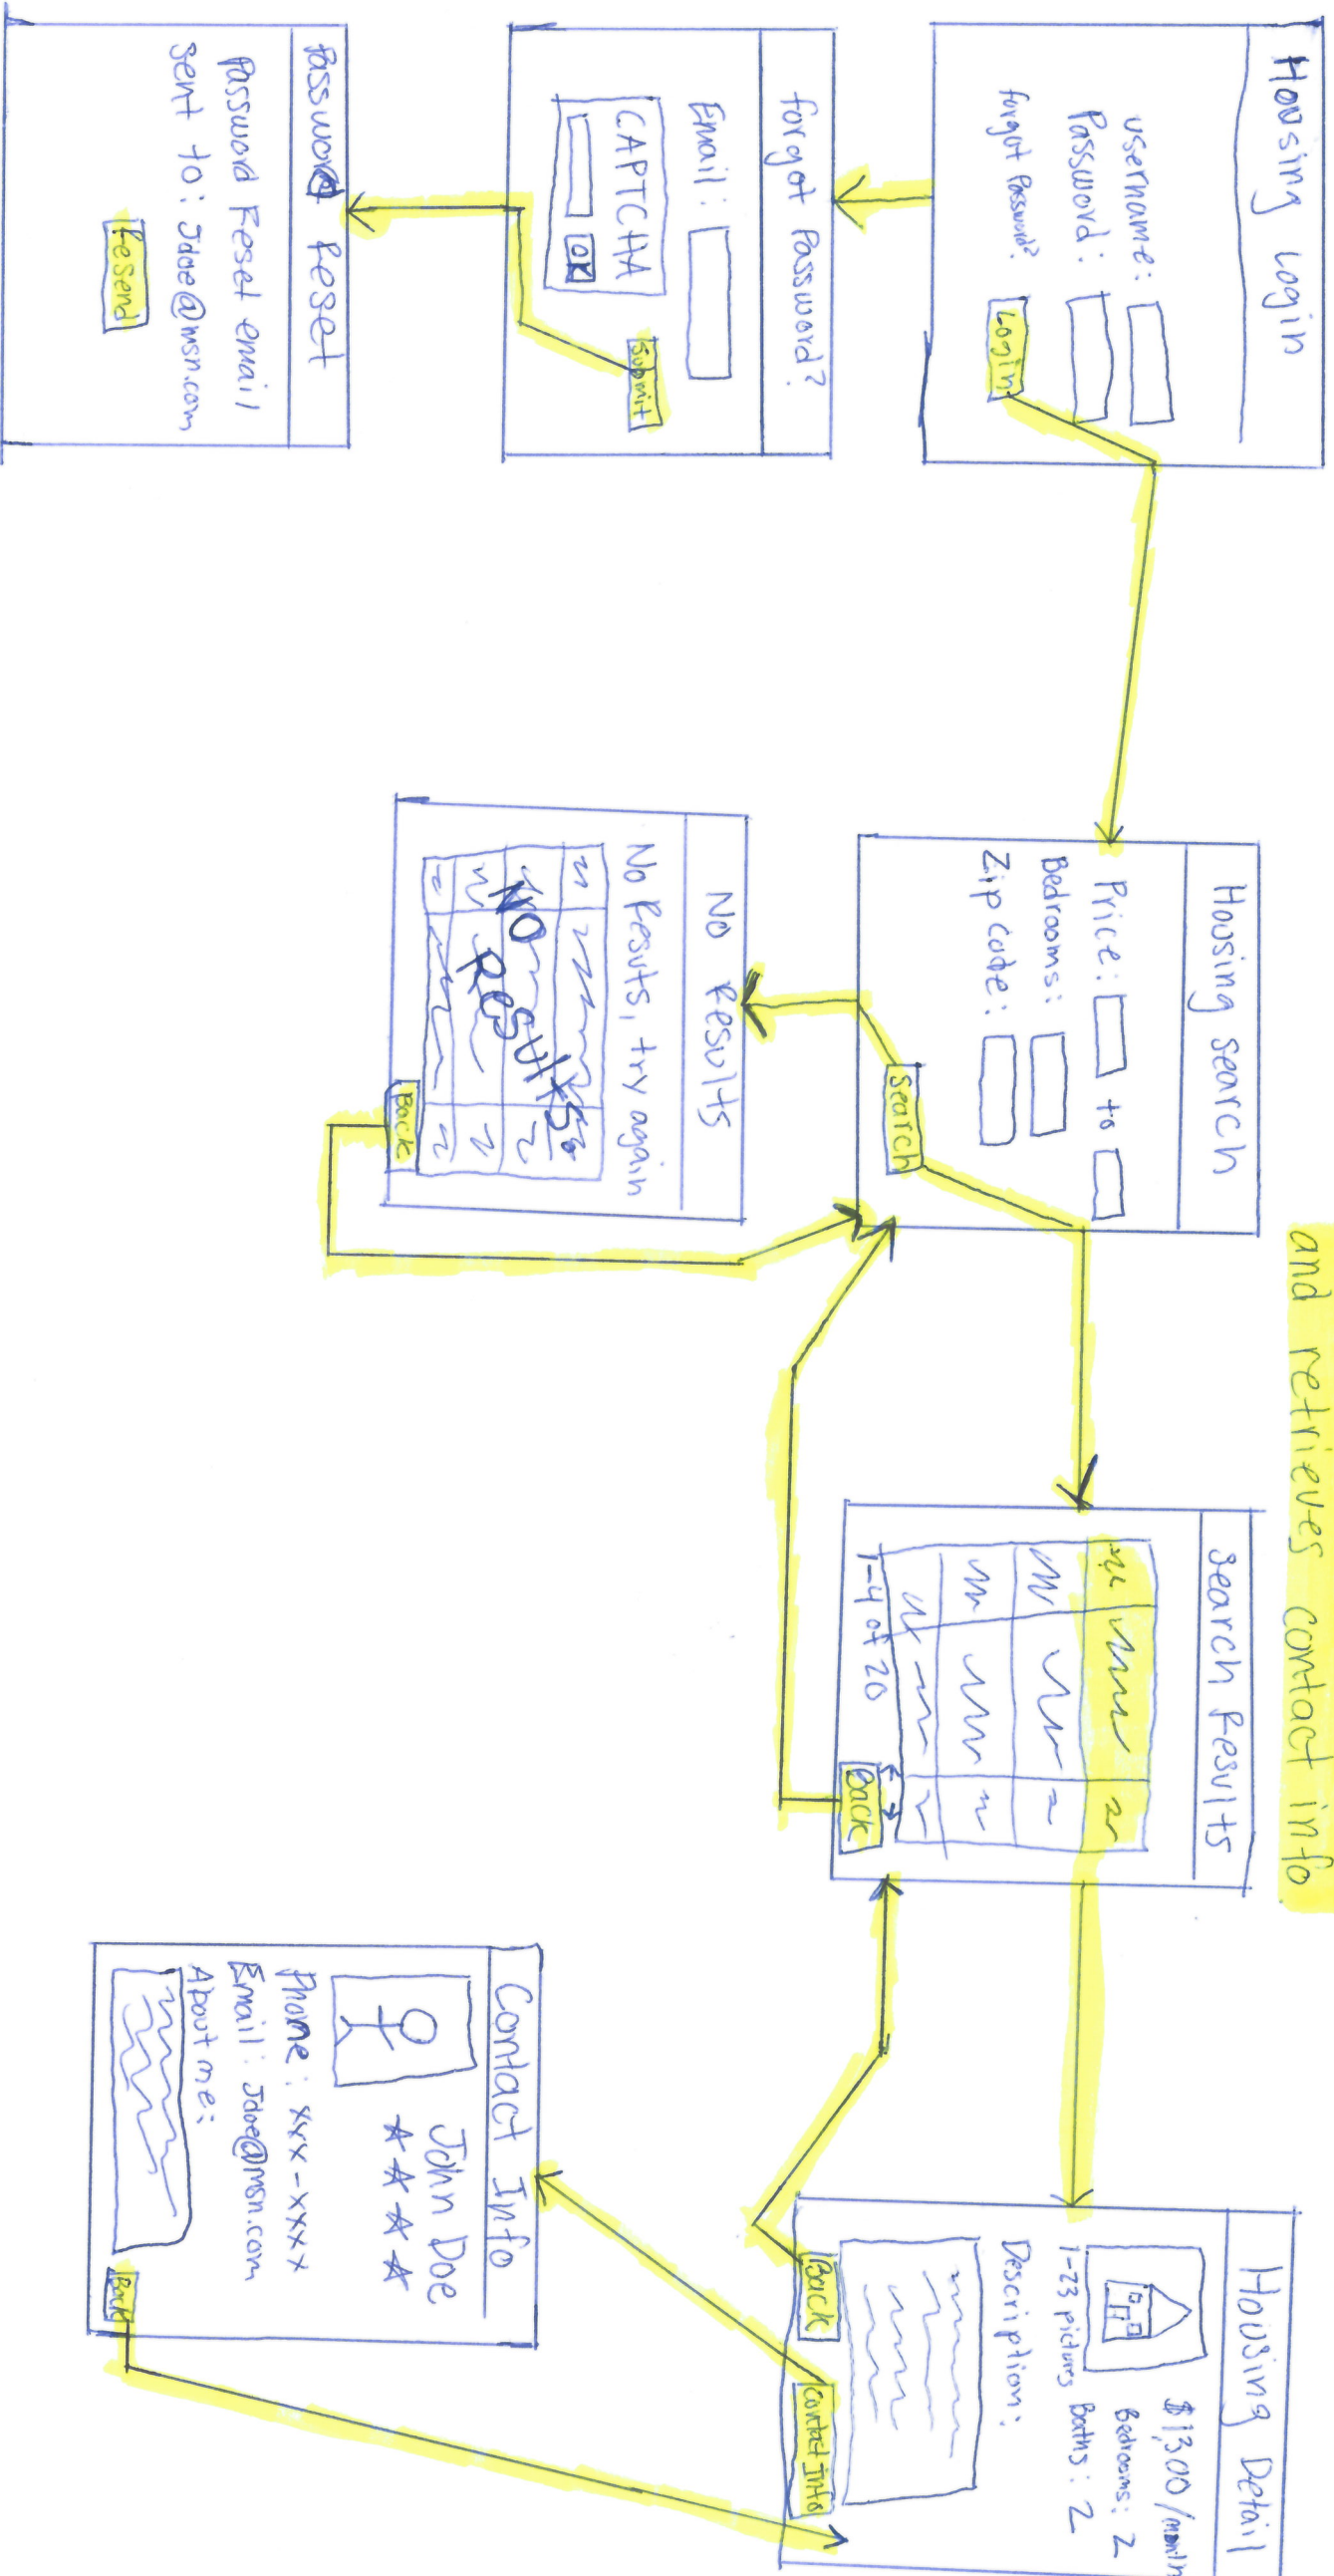 and retrieves contact info
Housing Login
username:
Password:
forgot Password?
Login
forgot Password?
Email:
CAPTCHA
OK
Submit
Password Reset
Password Reset email
sent to: Jdoe@msn.com
Resend
Housing search
Price: to
Bedrooms:
Zip code:
Search
No Results
No Resuts, try again
NO RESULTS
Back
Search Results
1-4 of 20
Back
Housing Detail
$1,300/month
Bedrooms: 2
1-23 pictures Baths: 2
Description:
Back
Contact Info
Contact Info
John Doe
Phone: xxx-xxxx
Email: Jdoe@msn.com
About me:
Back